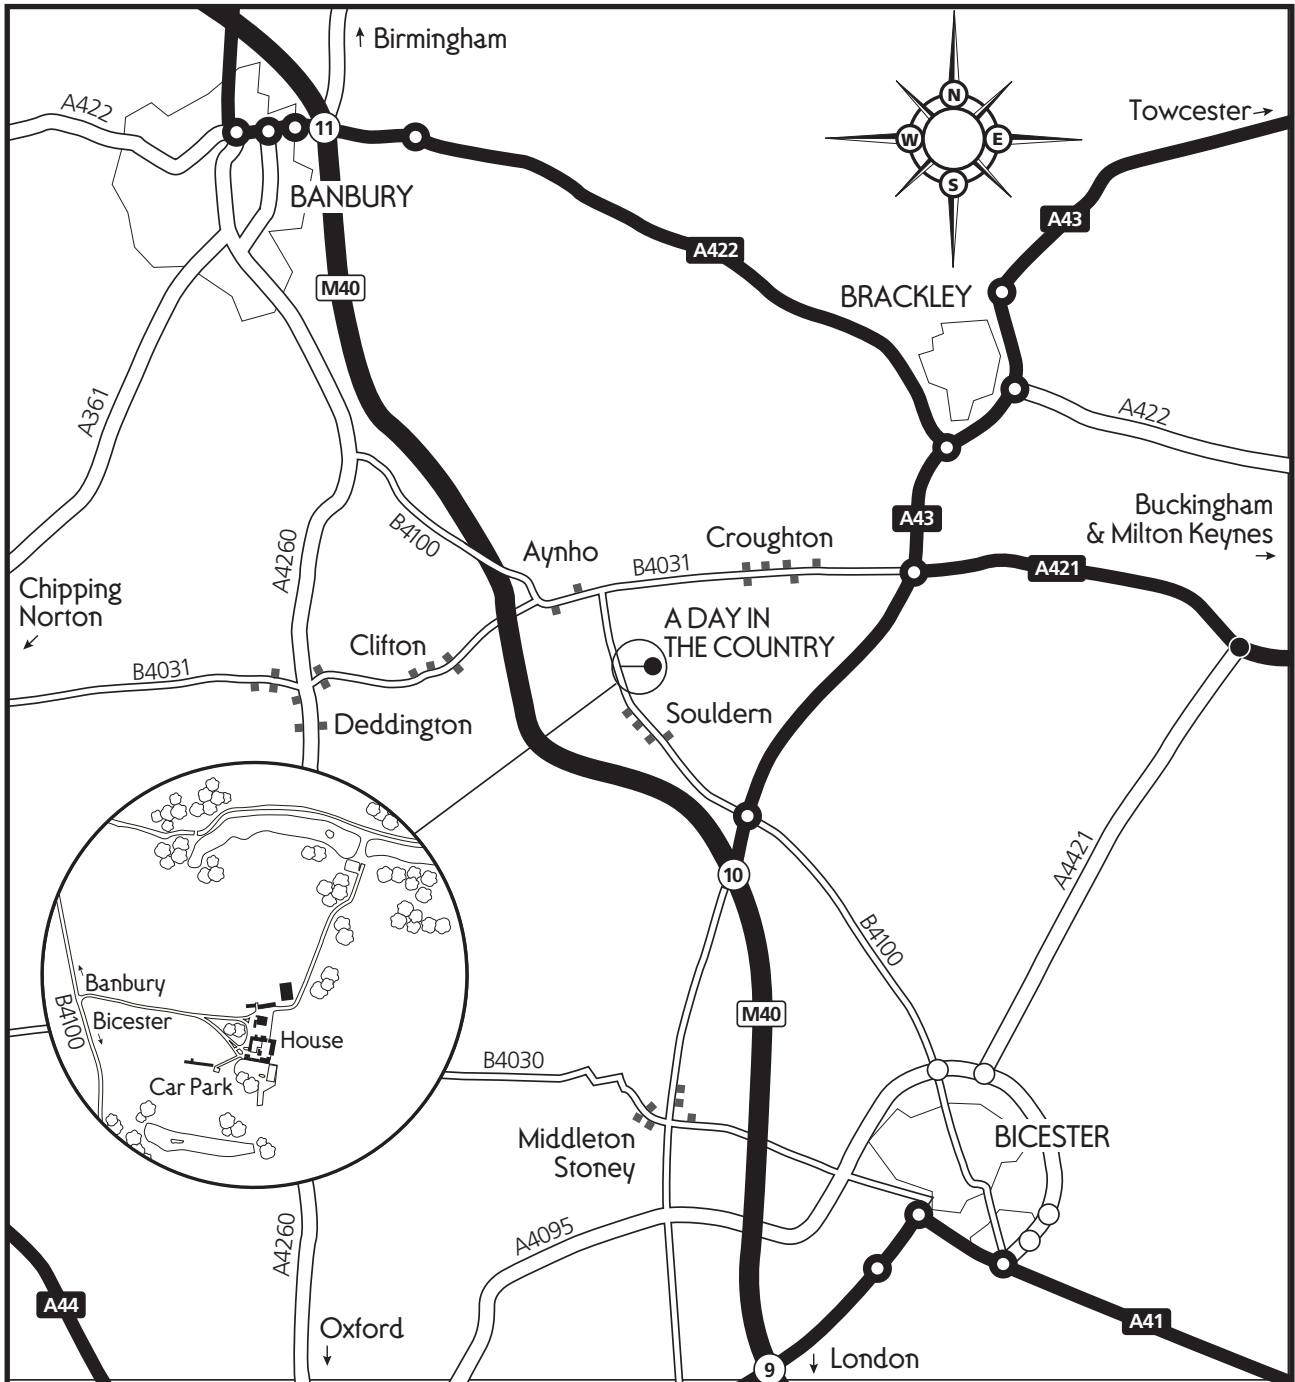 Birmingham
A422
N
Towcester
11
W
E
BANBURY
S
A43
A422
M40
BRACKLEY
A361
A422
Buckingham
& Milton Keynes
A43
B4100
A4260
Aynho
Croughton
B4031
A421
Chipping
Norton
A DAY IN
THE COUNTRY
Clifton
B4031
Souldern
Deddington
A4421
10
B4100
Banbury
B4100
Bicester
House
Car Park
M40
B4030
Middleton
Stoney
BICESTER
A4260
A4095
A44
Oxford
A41
London
9